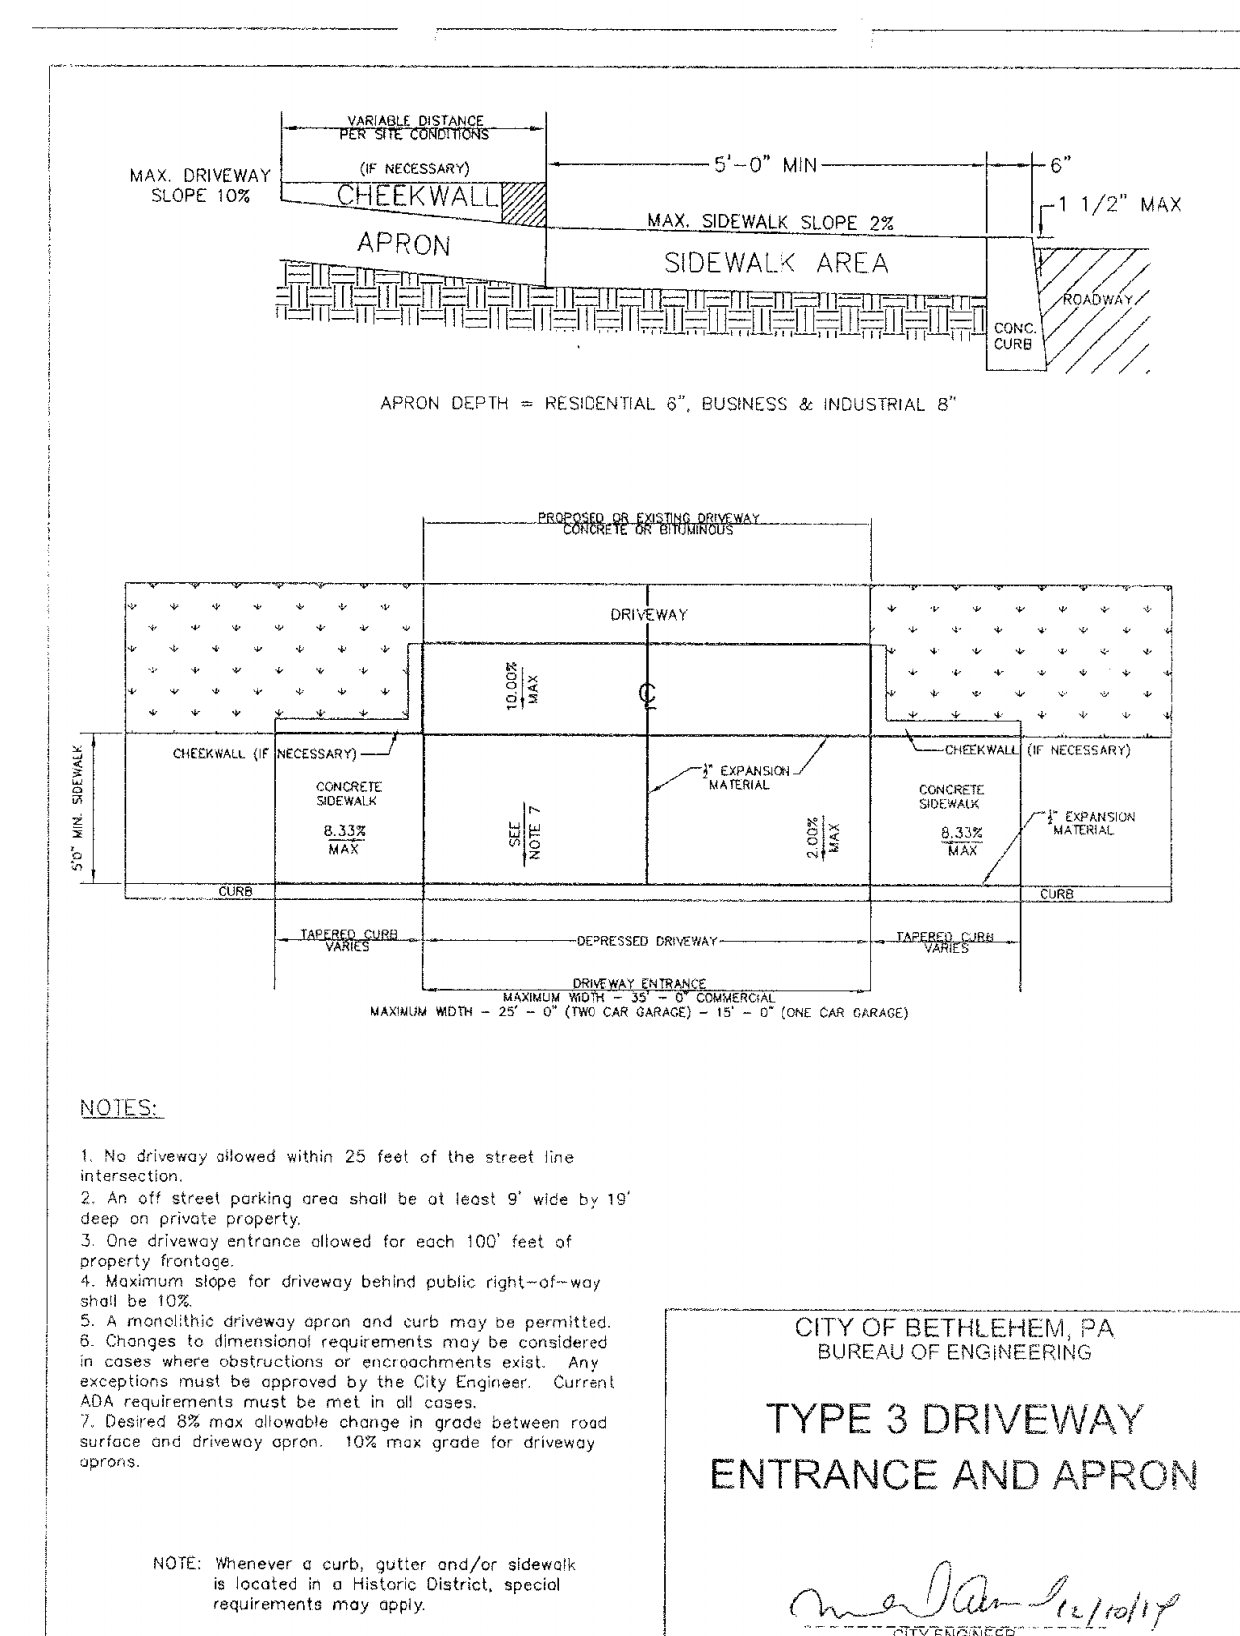 VARIABLE DISTANCE
PER SITE CONDITIONS
(IF NECESSARY)
5'-0" MIN
6"
MAX. DRIVEWAY
SLOPE 10%
CHEEKWALL
1 1/2" MAX
MAX. SIDEWALK SLOPE 2%
APRON
SIDEWALK AREA
ROADWAY
CONC.
CURB
APRON DEPTH = RESIDENTIAL 6", BUSINESS & INDUSTRIAL 8"
PROPOSED OR EXISTING DRIVEWAY
CONCRETE OR BITUMINOUS
DRIVEWAY
10.00%
MAX
℄
5'0" MIN. SIDEWALK
CHEEKWALL (IF NECESSARY)
CHEEKWALL (IF NECESSARY)
½" EXPANSION
MATERIAL
CONCRETE
SIDEWALK
8.33%
MAX
SEE
NOTE 7
2.00%
MAX
CONCRETE
SIDEWALK
8.33%
MAX
½" EXPANSION
MATERIAL
CURB
CURB
TAPERED CURB
VARIES
DEPRESSED DRIVEWAY
TAPERED CURB
VARIES
DRIVEWAY ENTRANCE
MAXIMUM WIDTH - 35' - 0" COMMERCIAL
MAXIMUM WIDTH - 25' - 0" (TWO CAR GARAGE) - 15' - 0" (ONE CAR GARAGE)
NOTES:
1. No driveway allowed within 25 feet of the street line
intersection.
2. An off street parking area shall be at least 9' wide by 19'
deep on private property.
3. One driveway entrance allowed for each 100' feet of
property frontage.
4. Maximum slope for driveway behind public right-of-way
shall be 10%.
5. A monolithic driveway apron and curb may be permitted.
6. Changes to dimensional requirements may be considered
in cases where obstructions or encroachments exist. Any
exceptions must be approved by the City Engineer. Current
ADA requirements must be met in all cases.
7. Desired 8% max allowable change in grade between road
surface and driveway apron. 10% max grade for driveway
aprons.
NOTE: Whenever a curb, gutter and/or sidewalk
is located in a Historic District, special
requirements may apply.
CITY OF BETHLEHEM, PA
BUREAU OF ENGINEERING
TYPE 3 DRIVEWAY
ENTRANCE AND APRON
CITY ENGINEER